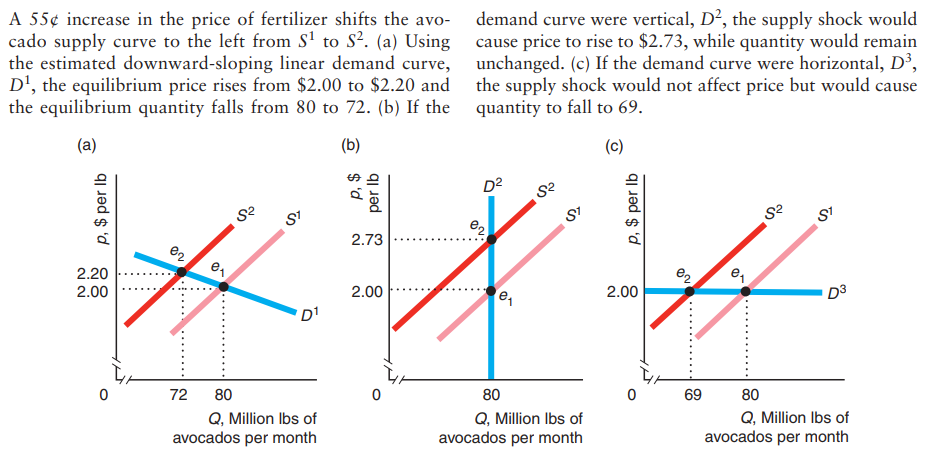 A 55¢ increase in the price of fertilizer shifts the avo-
cado supply curve to the left from S¹ to S². (a) Using
the estimated downward-sloping linear demand curve,
D¹, the equilibrium price rises from $2.00 to $2.20 and
the equilibrium quantity falls from 80 to 72. (b) If the
demand curve were vertical, D², the supply shock would
cause price to rise to $2.73, while quantity would remain
unchanged. (c) If the demand curve were horizontal, D³,
the supply shock would not affect price but would cause
quantity to fall to 69.
(a)
p, $ per lb
S²
S¹
e₂
e₁
2.20
2.00
D¹
0
72
80
Q, Million lbs of
avocados per month
(b)
p, $
per lb
D²
S²
S¹
e₂
2.73
2.00
e₁
0
80
Q, Million lbs of
avocados per month
(c)
p, $ per lb
S²
S¹
e₂
e₁
2.00
D³
0
69
80
Q, Million lbs of
avocados per month